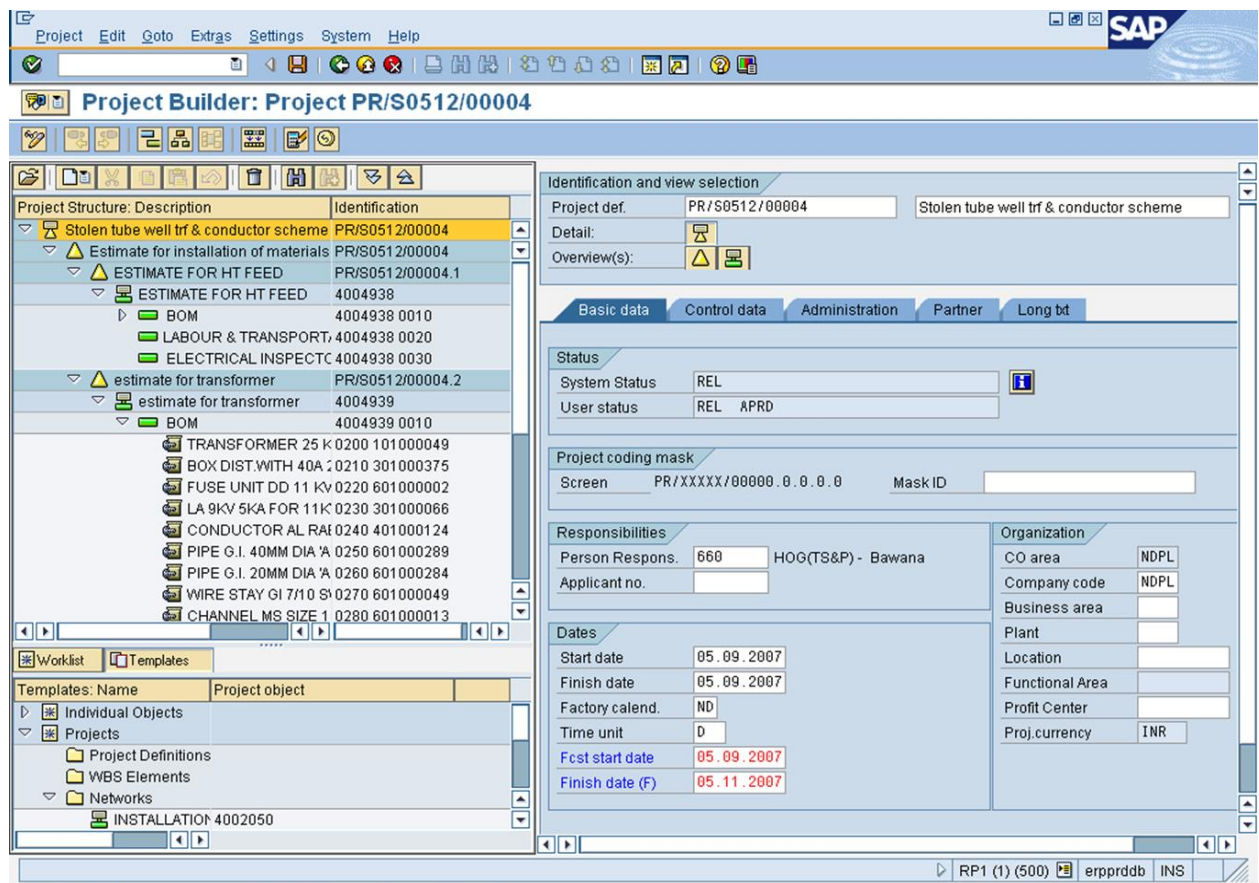 Project Edit Goto Extras Settings System Help
SAP
Project Builder: Project PR/S0512/00004
Project Structure: Description Identification
Stolen tube well trf & conductor scheme PR/S0512/00004
Estimate for installation of materials PR/S0512/00004
ESTIMATE FOR HT FEED PR/S0512/00004.1
ESTIMATE FOR HT FEED 4004938
BOM 4004938 0010
LABOUR & TRANSPORT 4004938 0020
ELECTRICAL INSPECTO 4004938 0030
estimate for transformer PR/S0512/00004.2
estimate for transformer 4004939
BOM 4004939 0010
TRANSFORMER 25 K 0200 101000049
BOX DIST.WITH 40A 2 0210 301000375
FUSE UNIT DD 11 KV 0220 601000002
LA 9KV 5KA FOR 11K 0230 301000066
CONDUCTOR AL RA 0240 401000124
PIPE G.I. 40MM DIA 'A 0250 601000289
PIPE G.I. 20MM DIA 'A 0260 601000284
WIRE STAY GI 7/10 S 0270 601000049
CHANNEL MS SIZE 1 0280 601000013
Worklist Templates
Templates: Name Project object
Individual Objects
Projects
Project Definitions
WBS Elements
Networks
INSTALLATION 4002050
Identification and view selection
Project def. PR/S0512/00004 Stolen tube well trf & conductor scheme
Detail:
Overview(s):
Basic data Control data Administration Partner Long txt
Status
System Status REL
User status REL APRD
Project coding mask
Screen PR/XXXXX/00000.0.0.0.0 Mask ID
Responsibilities
Person Respons. 660 HOG(TS&P) - Bawana
Applicant no.
Organization
CO area NDPL
Company code NDPL
Business area
Plant
Location
Functional Area
Profit Center
Proj.currency INR
Dates
Start date 05.09.2007
Finish date 05.09.2007
Factory calend. ND
Time unit D
Fcst start date 05.09.2007
Finish date (F) 05.11.2007
RP1 (1) (500) erpprddb INS